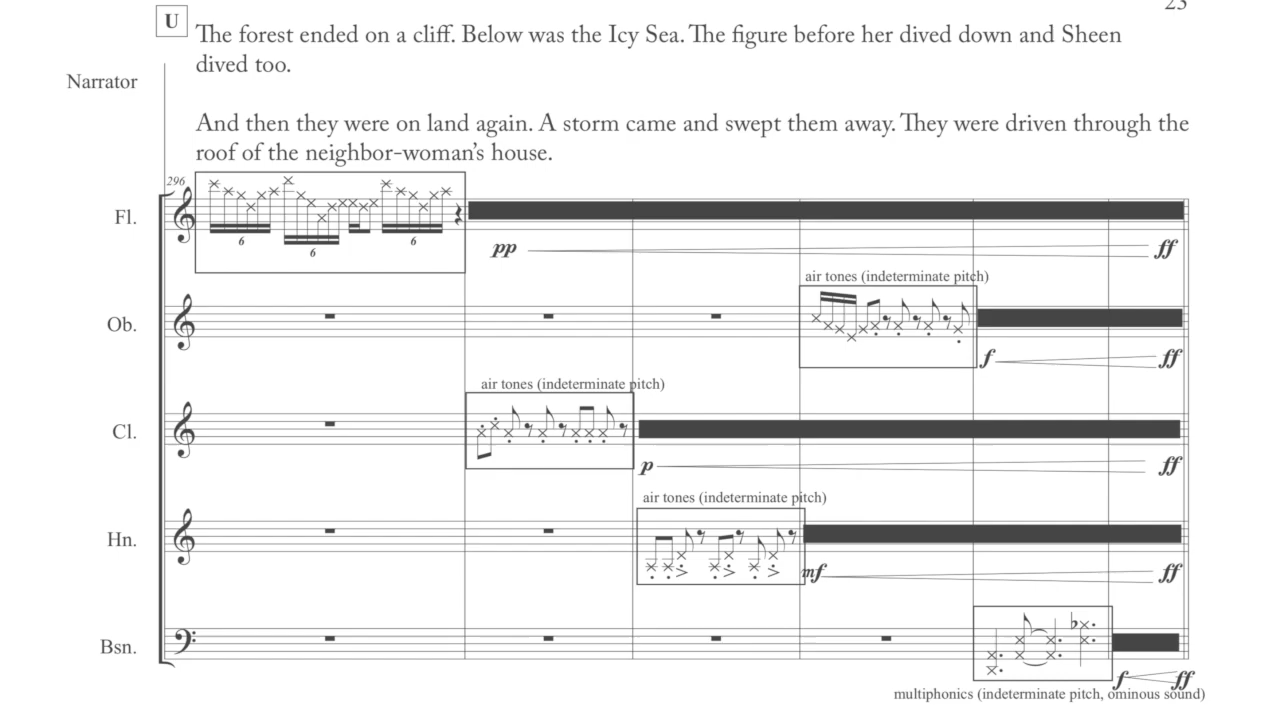 23
U
The forest ended on a cliff. Below was the Icy Sea. The figure before her dived down and Sheen
dived too.
Narrator
And then they were on land again. A storm came and swept them away. They were driven through the
roof of the neighbor-woman's house.
296
Fl.
6 6 6
pp ff
air tones (indeterminate pitch)
Ob.
f ff
air tones (indeterminate pitch)
Cl.
p ff
air tones (indeterminate pitch)
Hn.
mf ff
Bsn.
f ff
multiphonics (indeterminate pitch, ominous sound)